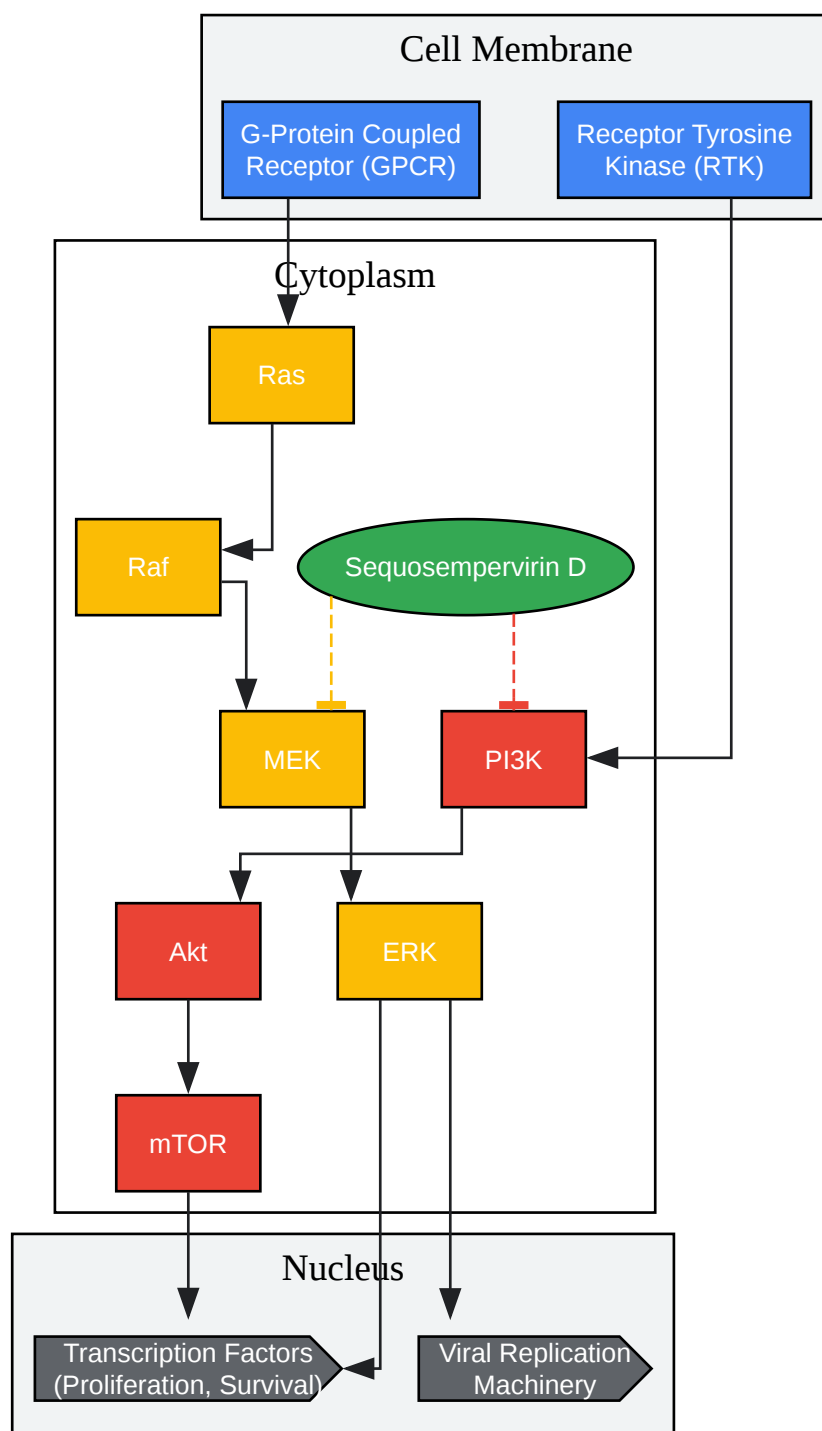 Cell Membrane
G-Protein Coupled
Receptor (GPCR)
Receptor Tyrosine
Kinase (RTK)
Cytoplasm
Ras
Raf
Sequosempervirin D
MEK
PI3K
Akt
ERK
mTOR
Nucleus
Transcription Factors
(Proliferation, Survival)
Viral Replication
Machinery